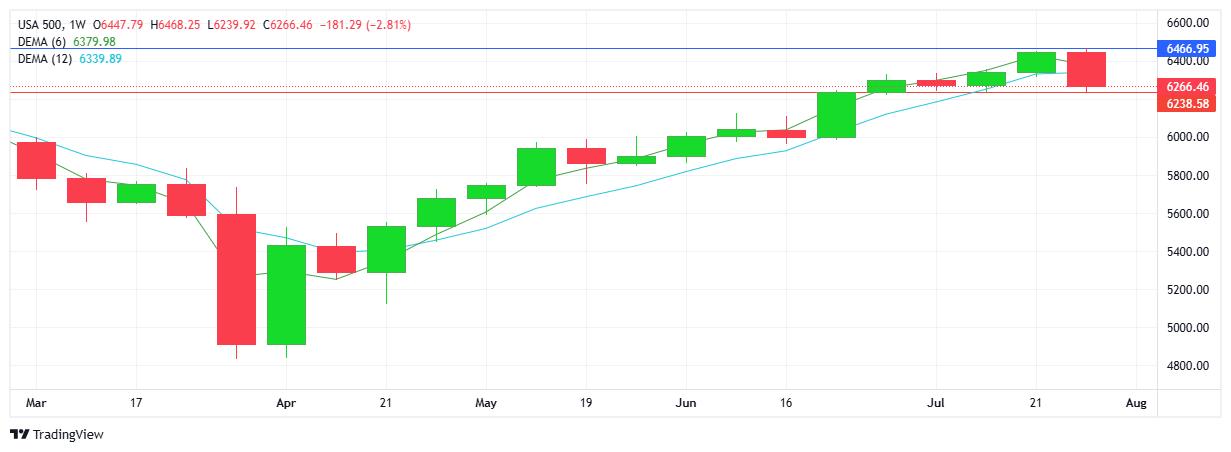 USA 500, 1W O6447.79 H6468.25 L6239.92 C6266.46 −181.29 (−2.81%)
DEMA (6) 6379.98
DEMA (12) 6339.89
6600.00
6466.95
6400.00
6266.46
6238.58
6000.00
5800.00
5600.00
5400.00
5200.00
5000.00
4800.00
Mar 17 Apr 21 May 19 Jun 16 Jul 21 Aug
TradingView